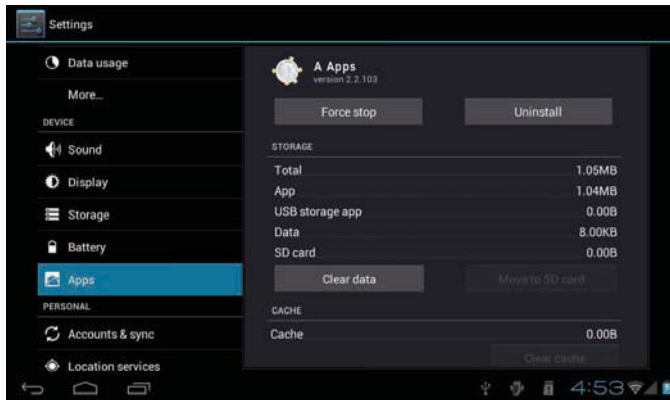 Settings
Data usage
More...
DEVICE
Sound
Display
Storage
Battery
Apps
PERSONAL
Accounts & sync
Location services
A Apps
version 2.2.103
Force stop
Uninstall
STORAGE
Total 1.05MB
App 1.04MB
USB storage app 0.00B
Data 8.00KB
SD card 0.00B
Clear data
Move to SD card
CACHE
Cache 0.00B
Clear cache
4:53